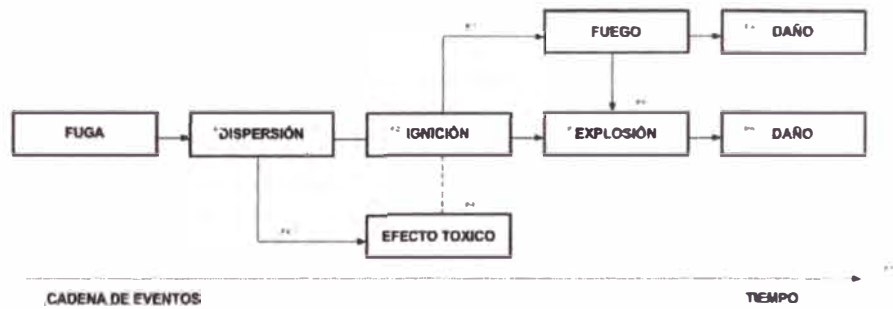 FUEGO
DAÑO
FUGA
DISPERSIÓN
IGNICIÓN
EXPLOSIÓN
DAÑO
EFECTO TOXICO
CADENA DE EVENTOS
TIEMPO